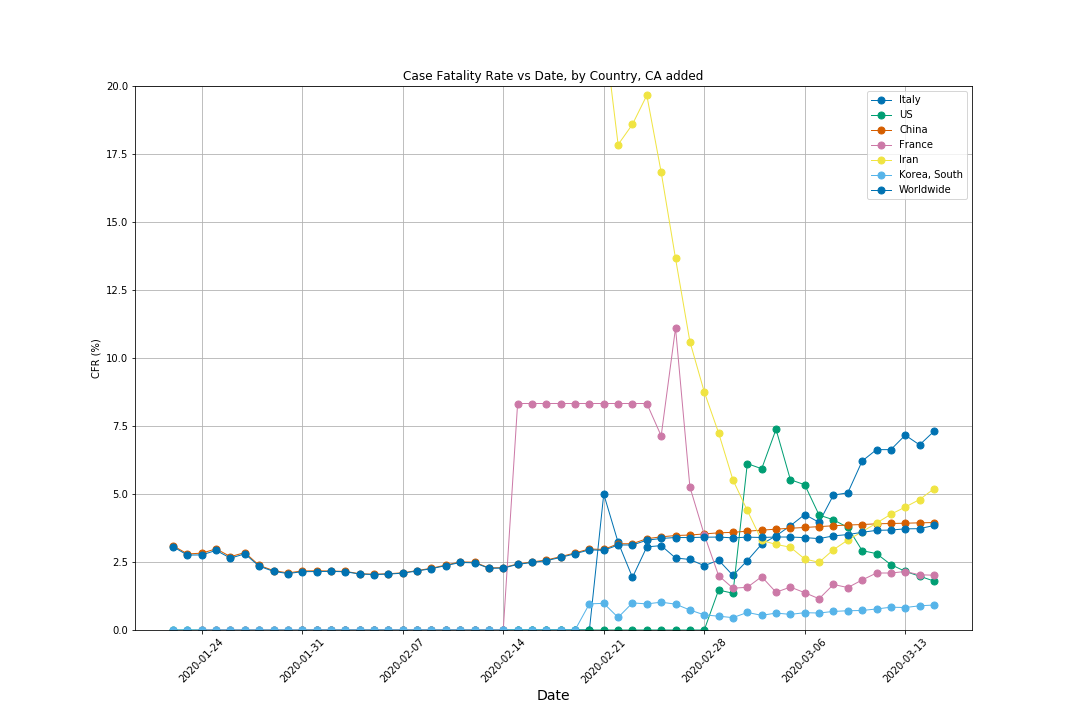 Case Fatality Rate vs Date, by Country, CA added
20.0
17.5
15.0
12.5
10.0
7.5
5.0
2.5
0.0
CFR (%)
Italy
US
China
France
Iran
Korea, South
Worldwide
2020-01-24
2020-01-31
2020-02-07
2020-02-14
2020-02-21
2020-02-28
2020-03-06
2020-03-13
Date